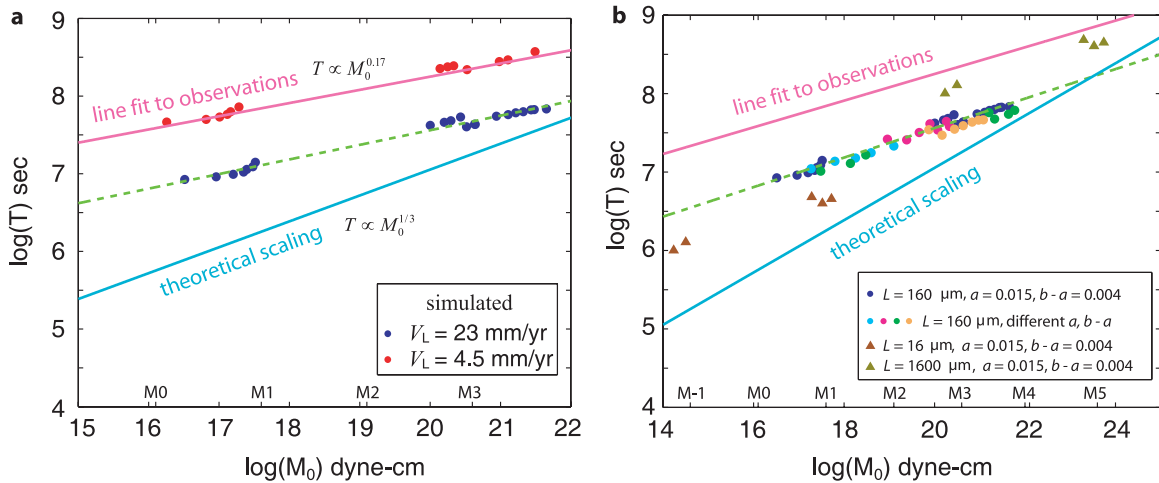 a
9
8
7
6
5
4
log(T) sec
line fit to observations
T ∝ M₀^0.17
theoretical scaling
T ∝ M₀^1/3
simulated
V_L = 23 mm/yr
V_L = 4.5 mm/yr
M0 M1 M2 M3
15 16 17 18 19 20 21 22
log(M₀) dyne-cm
b
9
8
7
6
5
4
log(T) sec
line fit to observations
theoretical scaling
L = 160 μm, a = 0.015, b - a = 0.004
L = 160 μm, different a, b - a
L = 16 μm, a = 0.015, b - a = 0.004
L = 1600 μm, a = 0.015, b - a = 0.004
M-1 M0 M1 M2 M3 M4 M5
14 16 18 20 22 24
log(M₀) dyne-cm